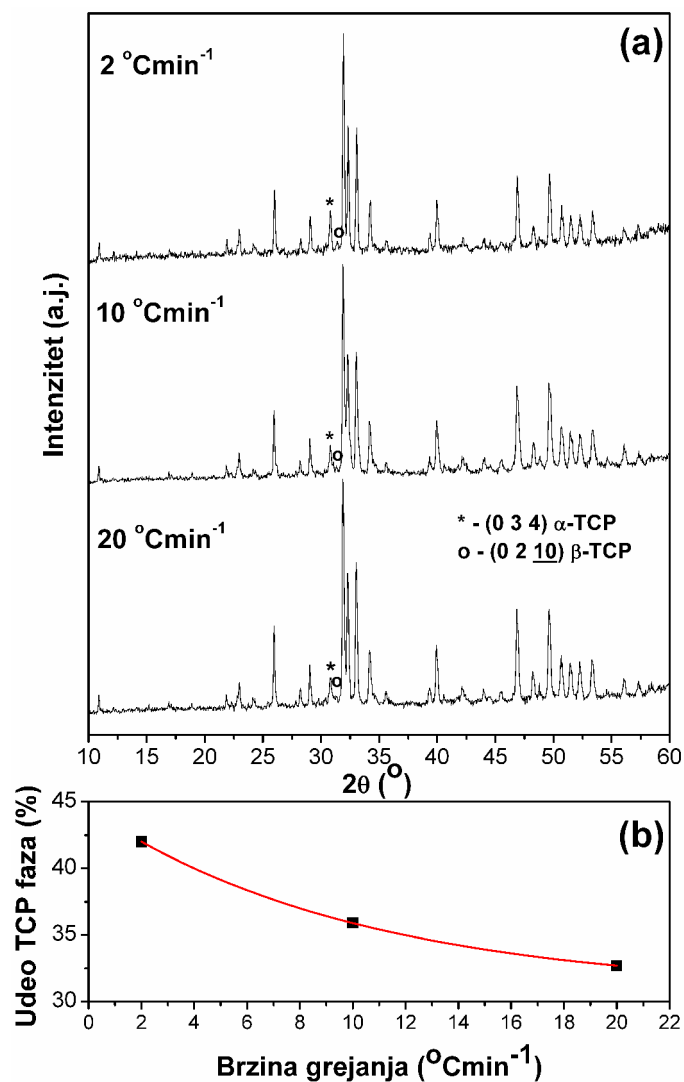 (a)
2 °Cmin⁻¹
*
o
10 °Cmin⁻¹
*
o
20 °Cmin⁻¹
*
o
* - (0 3 4) α-TCP
o - (0 2 10) β-TCP
Intenzitet (a.j.)
10 15 20 25 30 35 40 45 50 55 60
2θ (°)
(b)
Udeo TCP faza (%)
45
40
35
30
0 2 4 6 8 10 12 14 16 18 20 22
Brzina grejanja (°Cmin⁻¹)